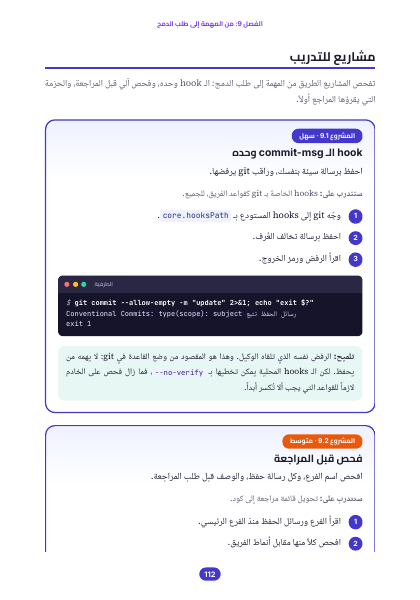 الفصل 9: من المهمة إلى طلب الدمج
مشاريع للتدريب
تفحص المشاريع الطريق من المهمة إلى طلب الدمج: الـ hook وحده، وفحص آلي قبل المراجعة، والحزمة
التي يقرؤها المراجع أولاً.
المشروع 9.1 · سهل
hook الـ commit-msg وحده
احفظ برسالة سيئة بنفسك، وراقب git يرفضها.
ستتدرب على: hooks الخاصة بـ git كقواعد الفريق، للجميع.
1 وجّه git إلى hooks المستودع بـ core.hooksPath.
2 احفظ برسالة تخالف العُرف.
3 اقرأ الرفض ورمز الخروج.
الطرفية
$ git commit --allow-empty -m "update" 2>&1; echo "exit $?"
Conventional Commits: type(scope): subject رسائل الحفظ تتبع
exit 1
تلميح: الرفض نفسه الذي تلقاه الوكيل. وهذا هو المقصود من وضع القاعدة في git: لا يهمه من
يحفظ. لكن الـ hooks المحلية يمكن تخطيها بـ --no-verify، فما زال فحص على الخادم
لازماً للقواعد التي يجب ألا تُكسر أبداً.
المشروع 9.2 · متوسط
فحص قبل المراجعة
افحص اسم الفرع، وكل رسالة حفظ، والوصف قبل طلب المراجعة.
ستتدرب على: تحويل قائمة مراجعة إلى كود.
1 اقرأ الفرع ورسائل الحفظ منذ الفرع الرئيسي.
2 افحص كلاً منها مقابل أنماط الفريق.
112